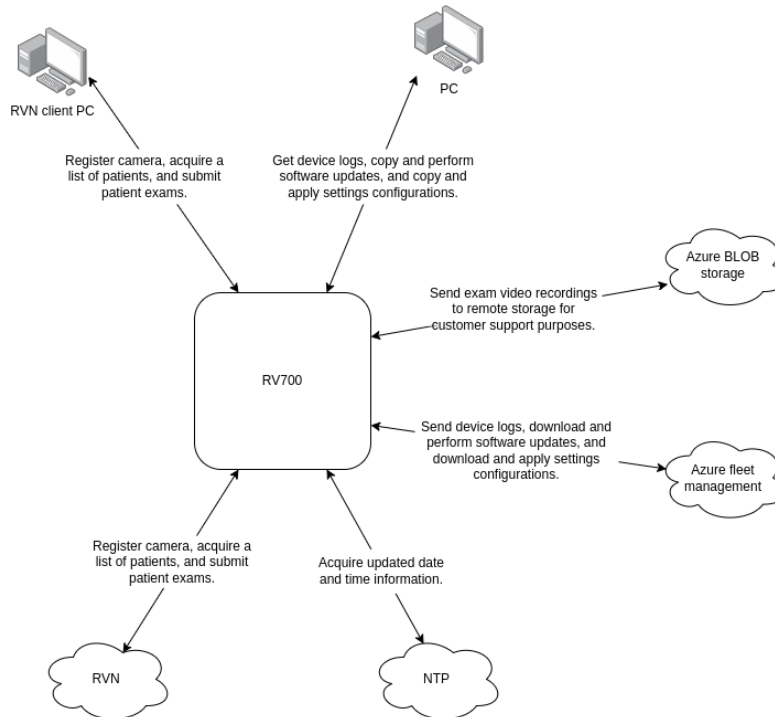 RVN client PC
PC
Register camera, acquire a
list of patients, and submit
patient exams.
Get device logs, copy and perform
software updates, and copy and
apply settings configurations.
Azure BLOB
storage
Send exam video recordings
to remote storage for
customer support purposes.
RV700
Send device logs, download and
perform software updates, and
download and apply settings
configurations.
Azure fleet
management
Register camera, acquire a
list of patients, and submit
patient exams.
Acquire updated date
and time information.
RVN
NTP